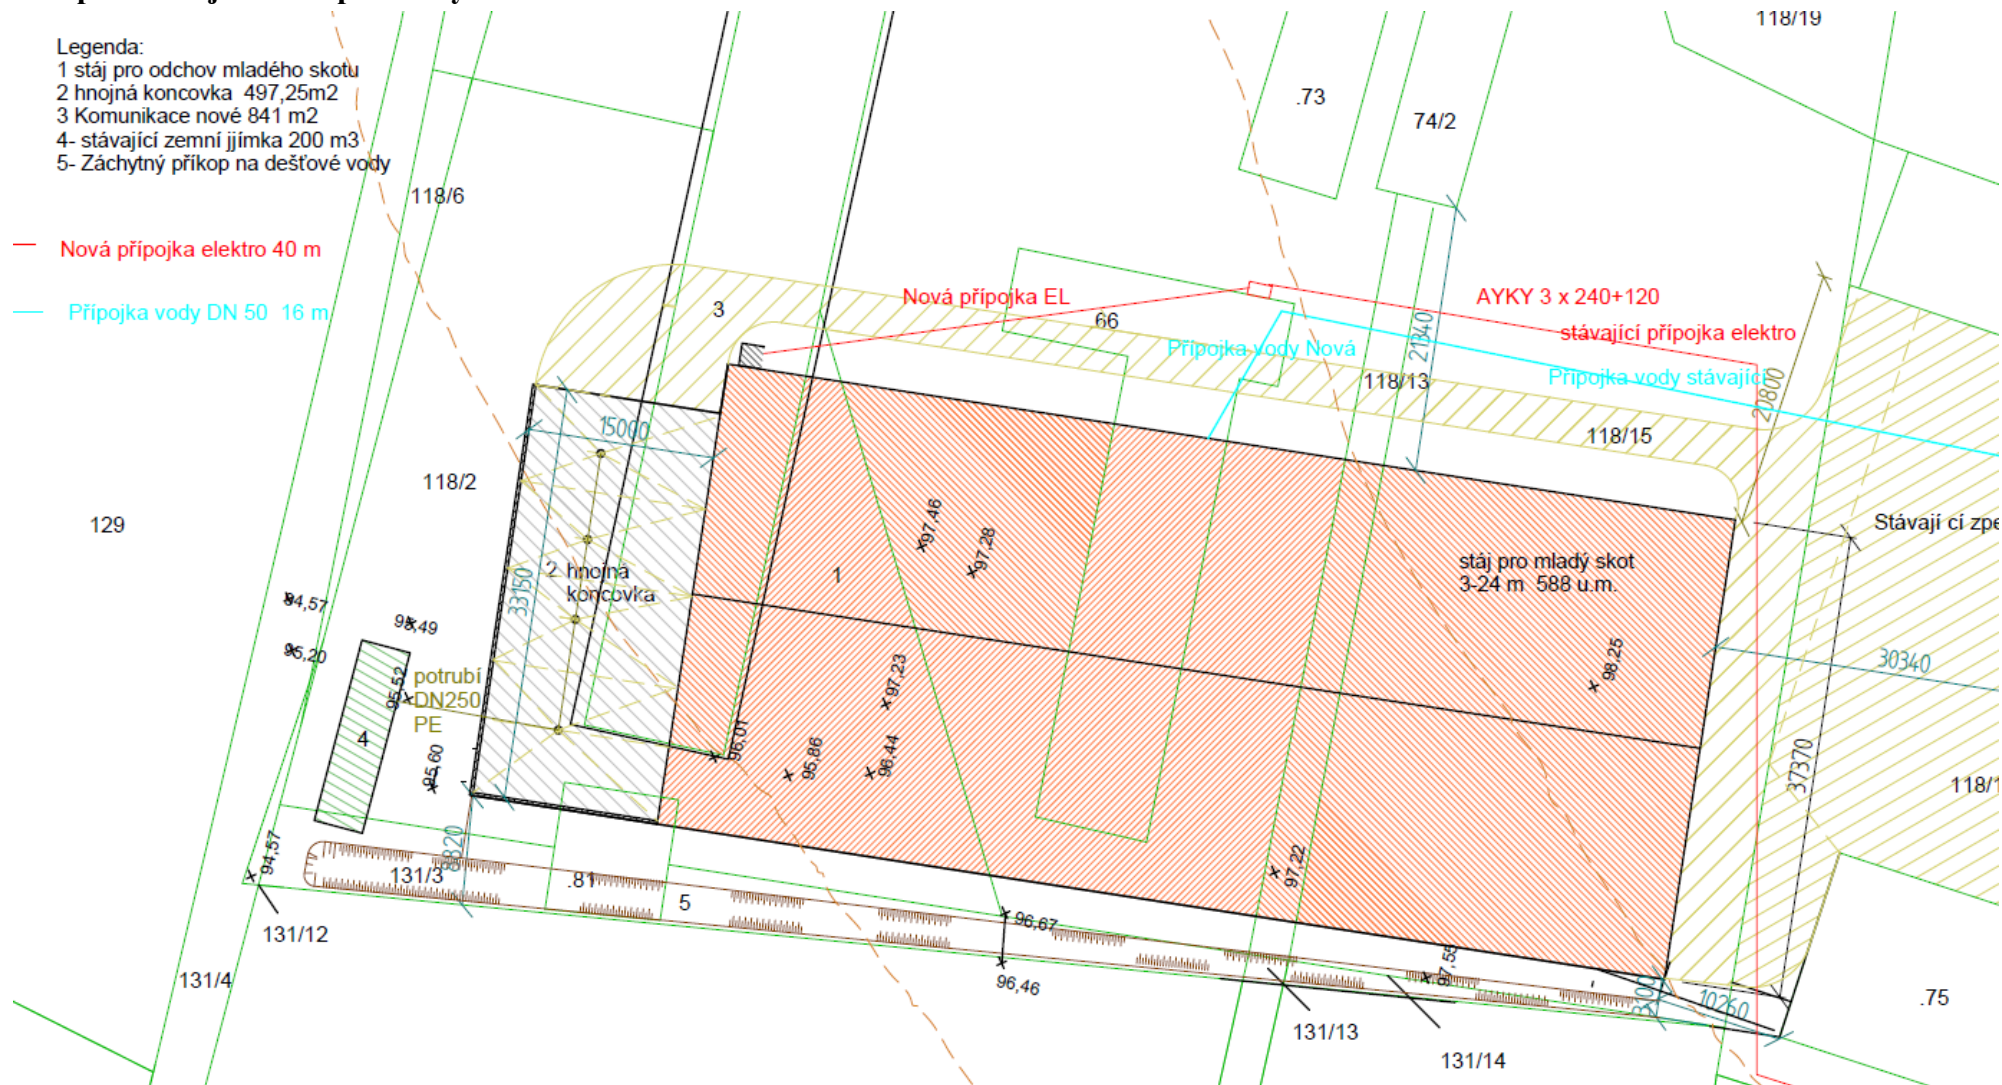 118/19
Legenda:
1 stáj pro odchov mladého skotu
2 hnojná koncovka 497,25m2
3 Komunikace nové 841 m2
4- stávající zemní jjímka 200 m3
5- Záchytný příkop na dešťové vody
.73
74/2
118/6
Nová přípojka elektro 40 m
Přípojka vody DN 50 16 m
3
Nová přípojka EL
66
AYKY 3 x 240+120
stávající přípojka elektro
21340
Přípojka vody Nová
118/13
Přípojka vody stávající
20800
15000
118/15
118/2
129
97,46
97,28
Stávají cí zpe
1
2 hnojná
koncovka
33150
stáj pro mladý skot
3-24 m 588 u.m.
94,57
95,49
95,20
95,52
potrubí
DN250
PE
4
97,23
98,25
30340
96,01
95,86
96,44
95,60
37370
118/1
94,57
8820
131/3
.81
5
97,22
96,67
131/12
131/4
96,46
97,55
3000
10260
.75
131/13
131/14